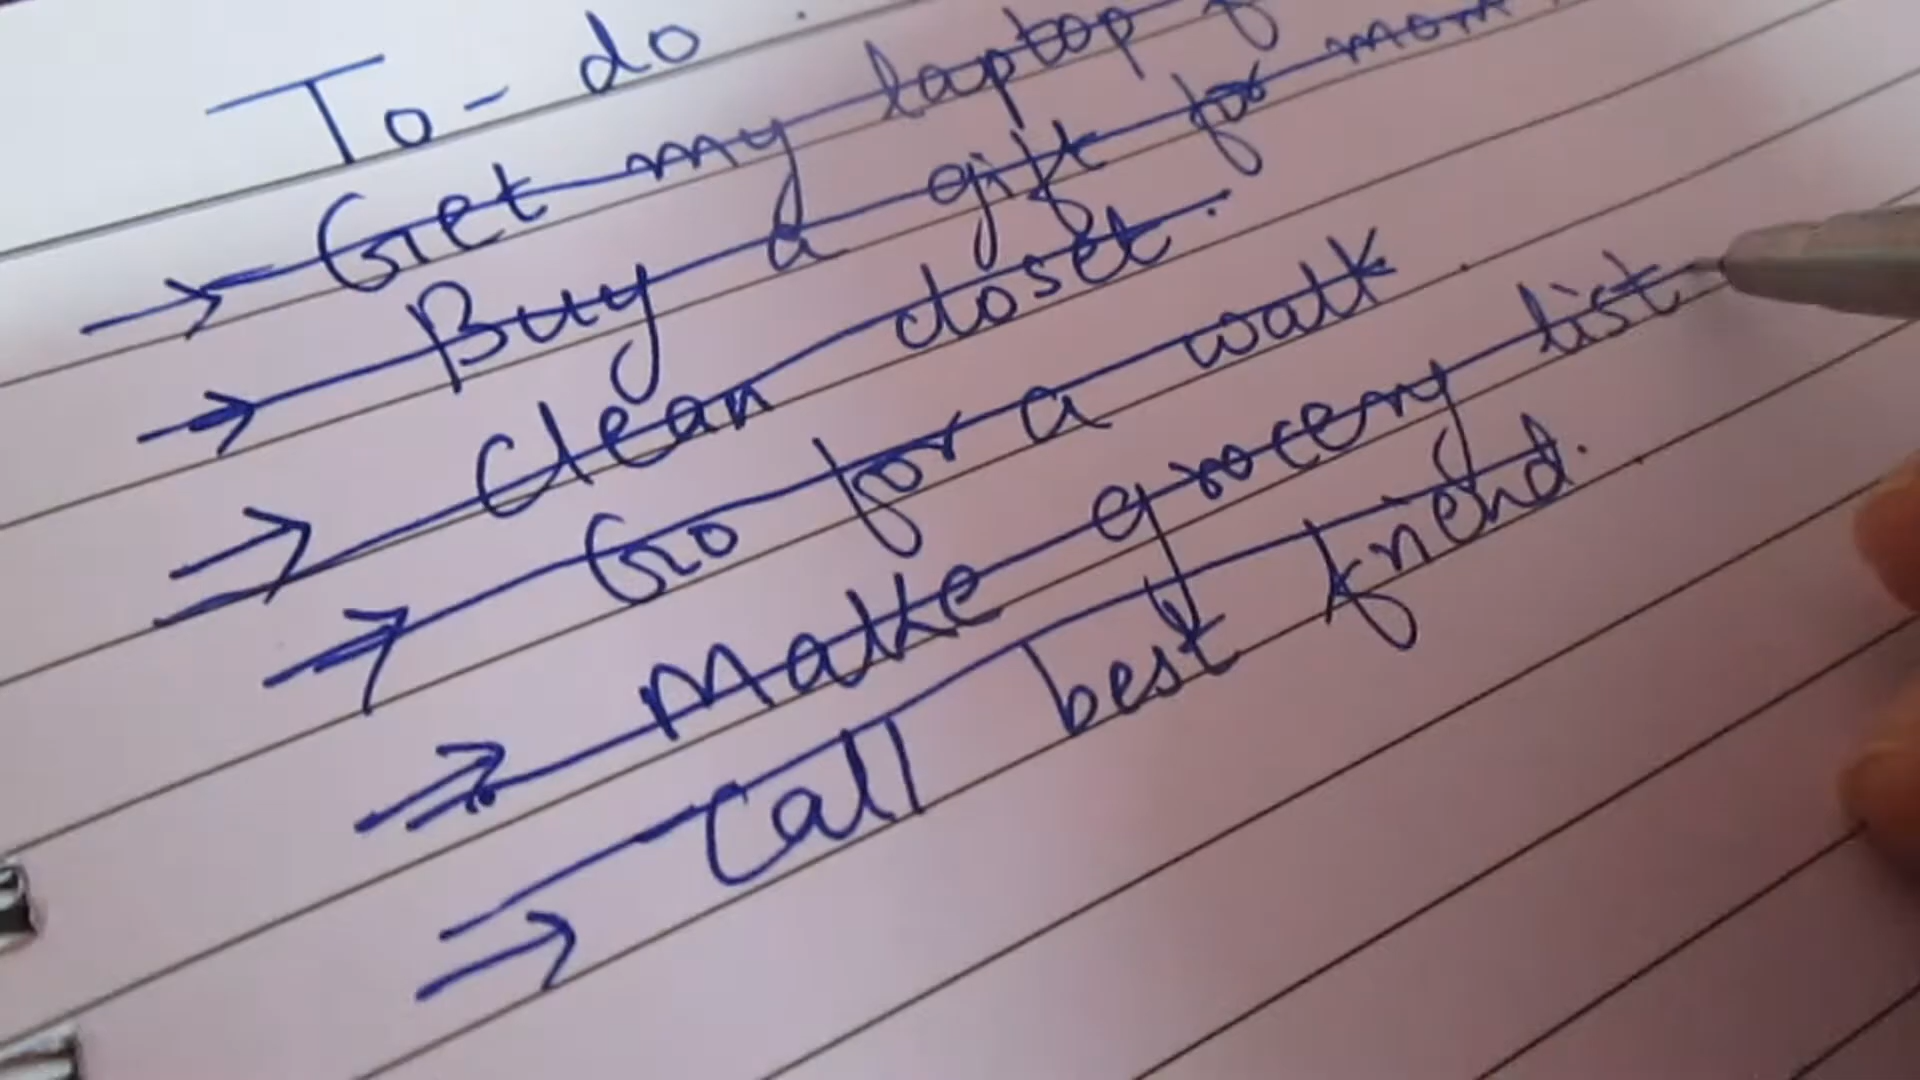 To-do
→ Get my laptop f
→ Buy a gift for mom
→ Clean closet.
→ Go for a walk
→ Make grocery list
→ Call best friend.